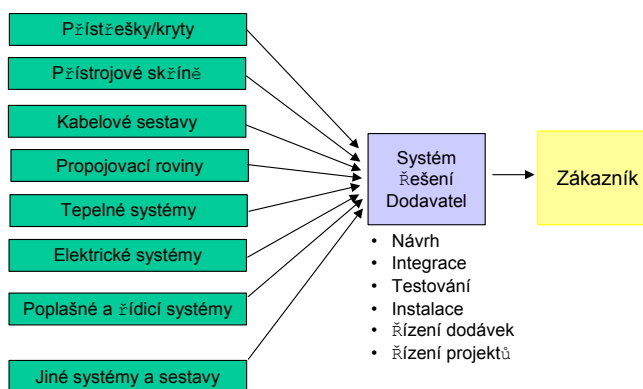 Přístřešky/kryty
Přístrojové skříně
Kabelové sestavy
Propojovací roviny
Tepelné systémy
Elektrické systémy
Poplašné a řídicí systémy
Jiné systémy a sestavy
Systém
Řešení
Dodavatel
• Návrh
• Integrace
• Testování
• Instalace
• Řízení dodávek
• Řízení projektů
Zákazník